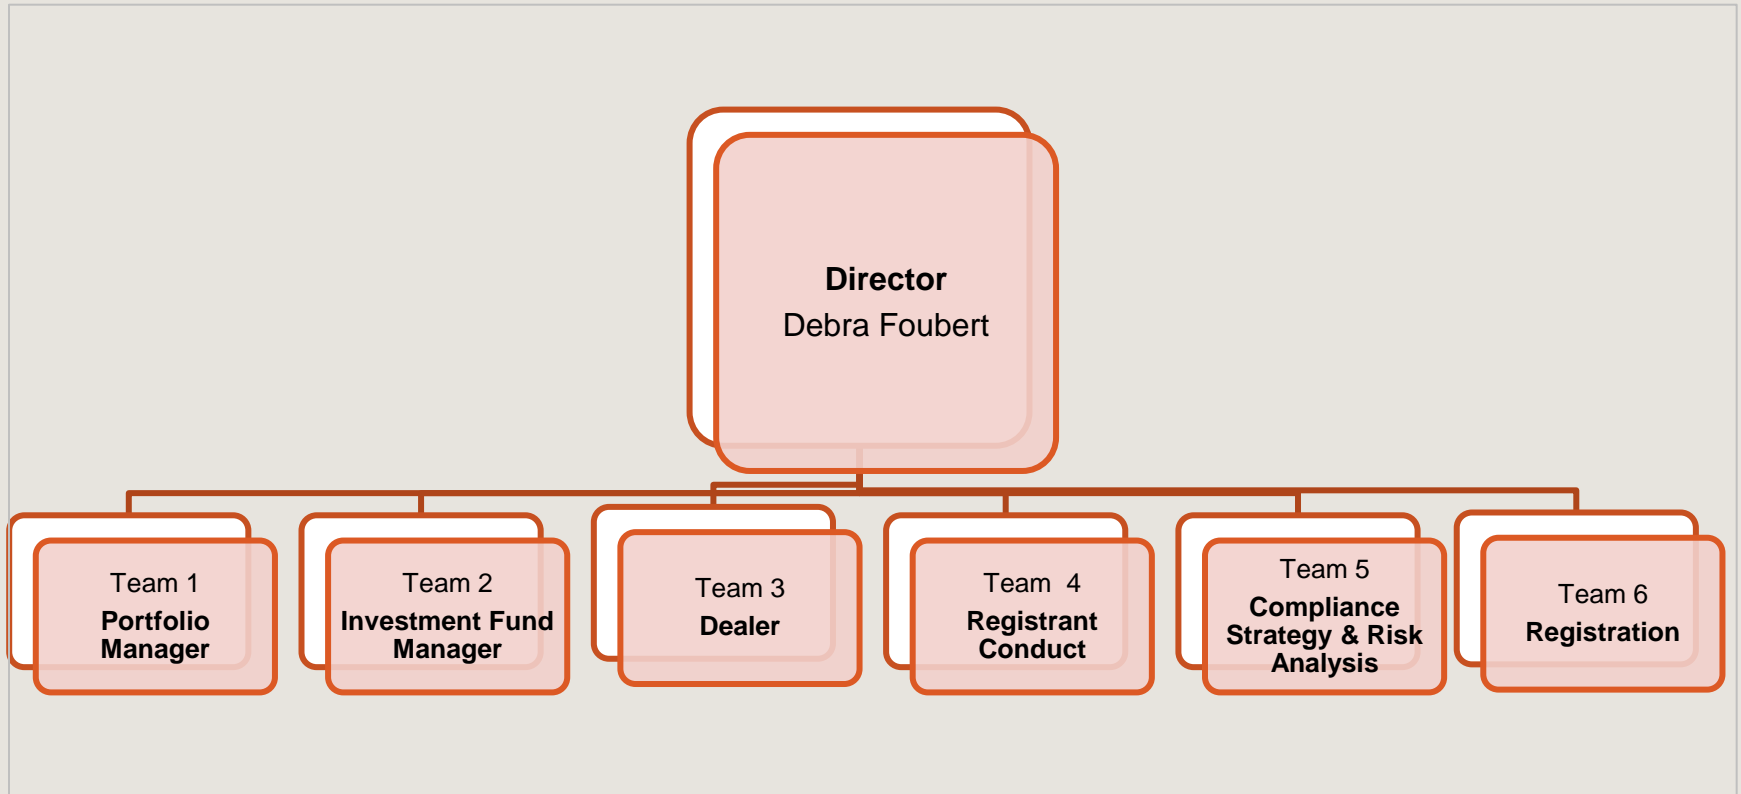 Director
Debra Foubert
Team 1
Portfolio
Manager
Team 2
Investment Fund
Manager
Team 3
Dealer
Team 4
Registrant
Conduct
Team 5
Compliance
Strategy & Risk
Analysis
Team 6
Registration